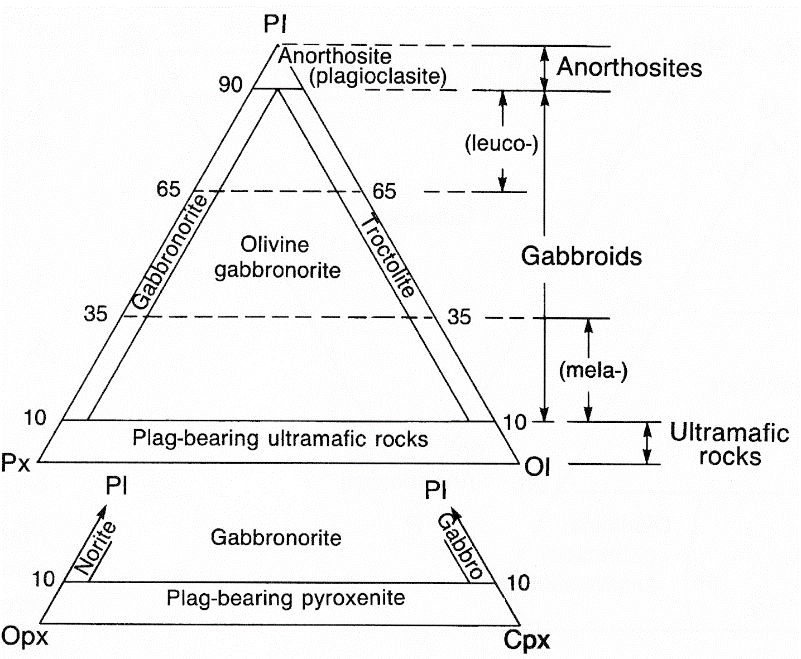 Pl
Anorthosite
(plagioclasite)
Anorthosites
90
(leuco-)
65
65
Gabbronorite
Troctolite
Olivine
gabbronorite
Gabbroids
35
35
(mela-)
10
10
Plag-bearing ultramafic rocks
Ultramafic
rocks
Px
Ol
Pl
Pl
Norite
Gabbronorite
Gabbro
10
10
Plag-bearing pyroxenite
Opx
Cpx